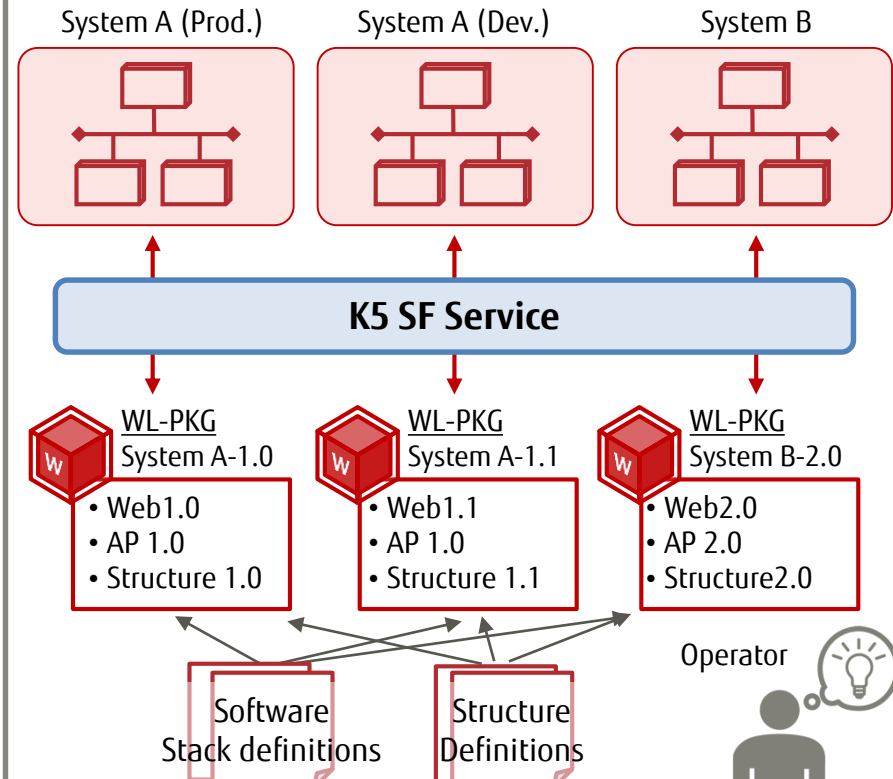 System A (Prod.)
System A (Dev.)
System B
K5 SF Service
W
WL-PKG
System A-1.0
• Web1.0
• AP 1.0
• Structure 1.0
W
WL-PKG
System A-1.1
• Web1.1
• AP 1.0
• Structure 1.1
W
WL-PKG
System B-2.0
• Web2.0
• AP 2.0
• Structure2.0
Software
Stack definitions
Structure
Definitions
Operator